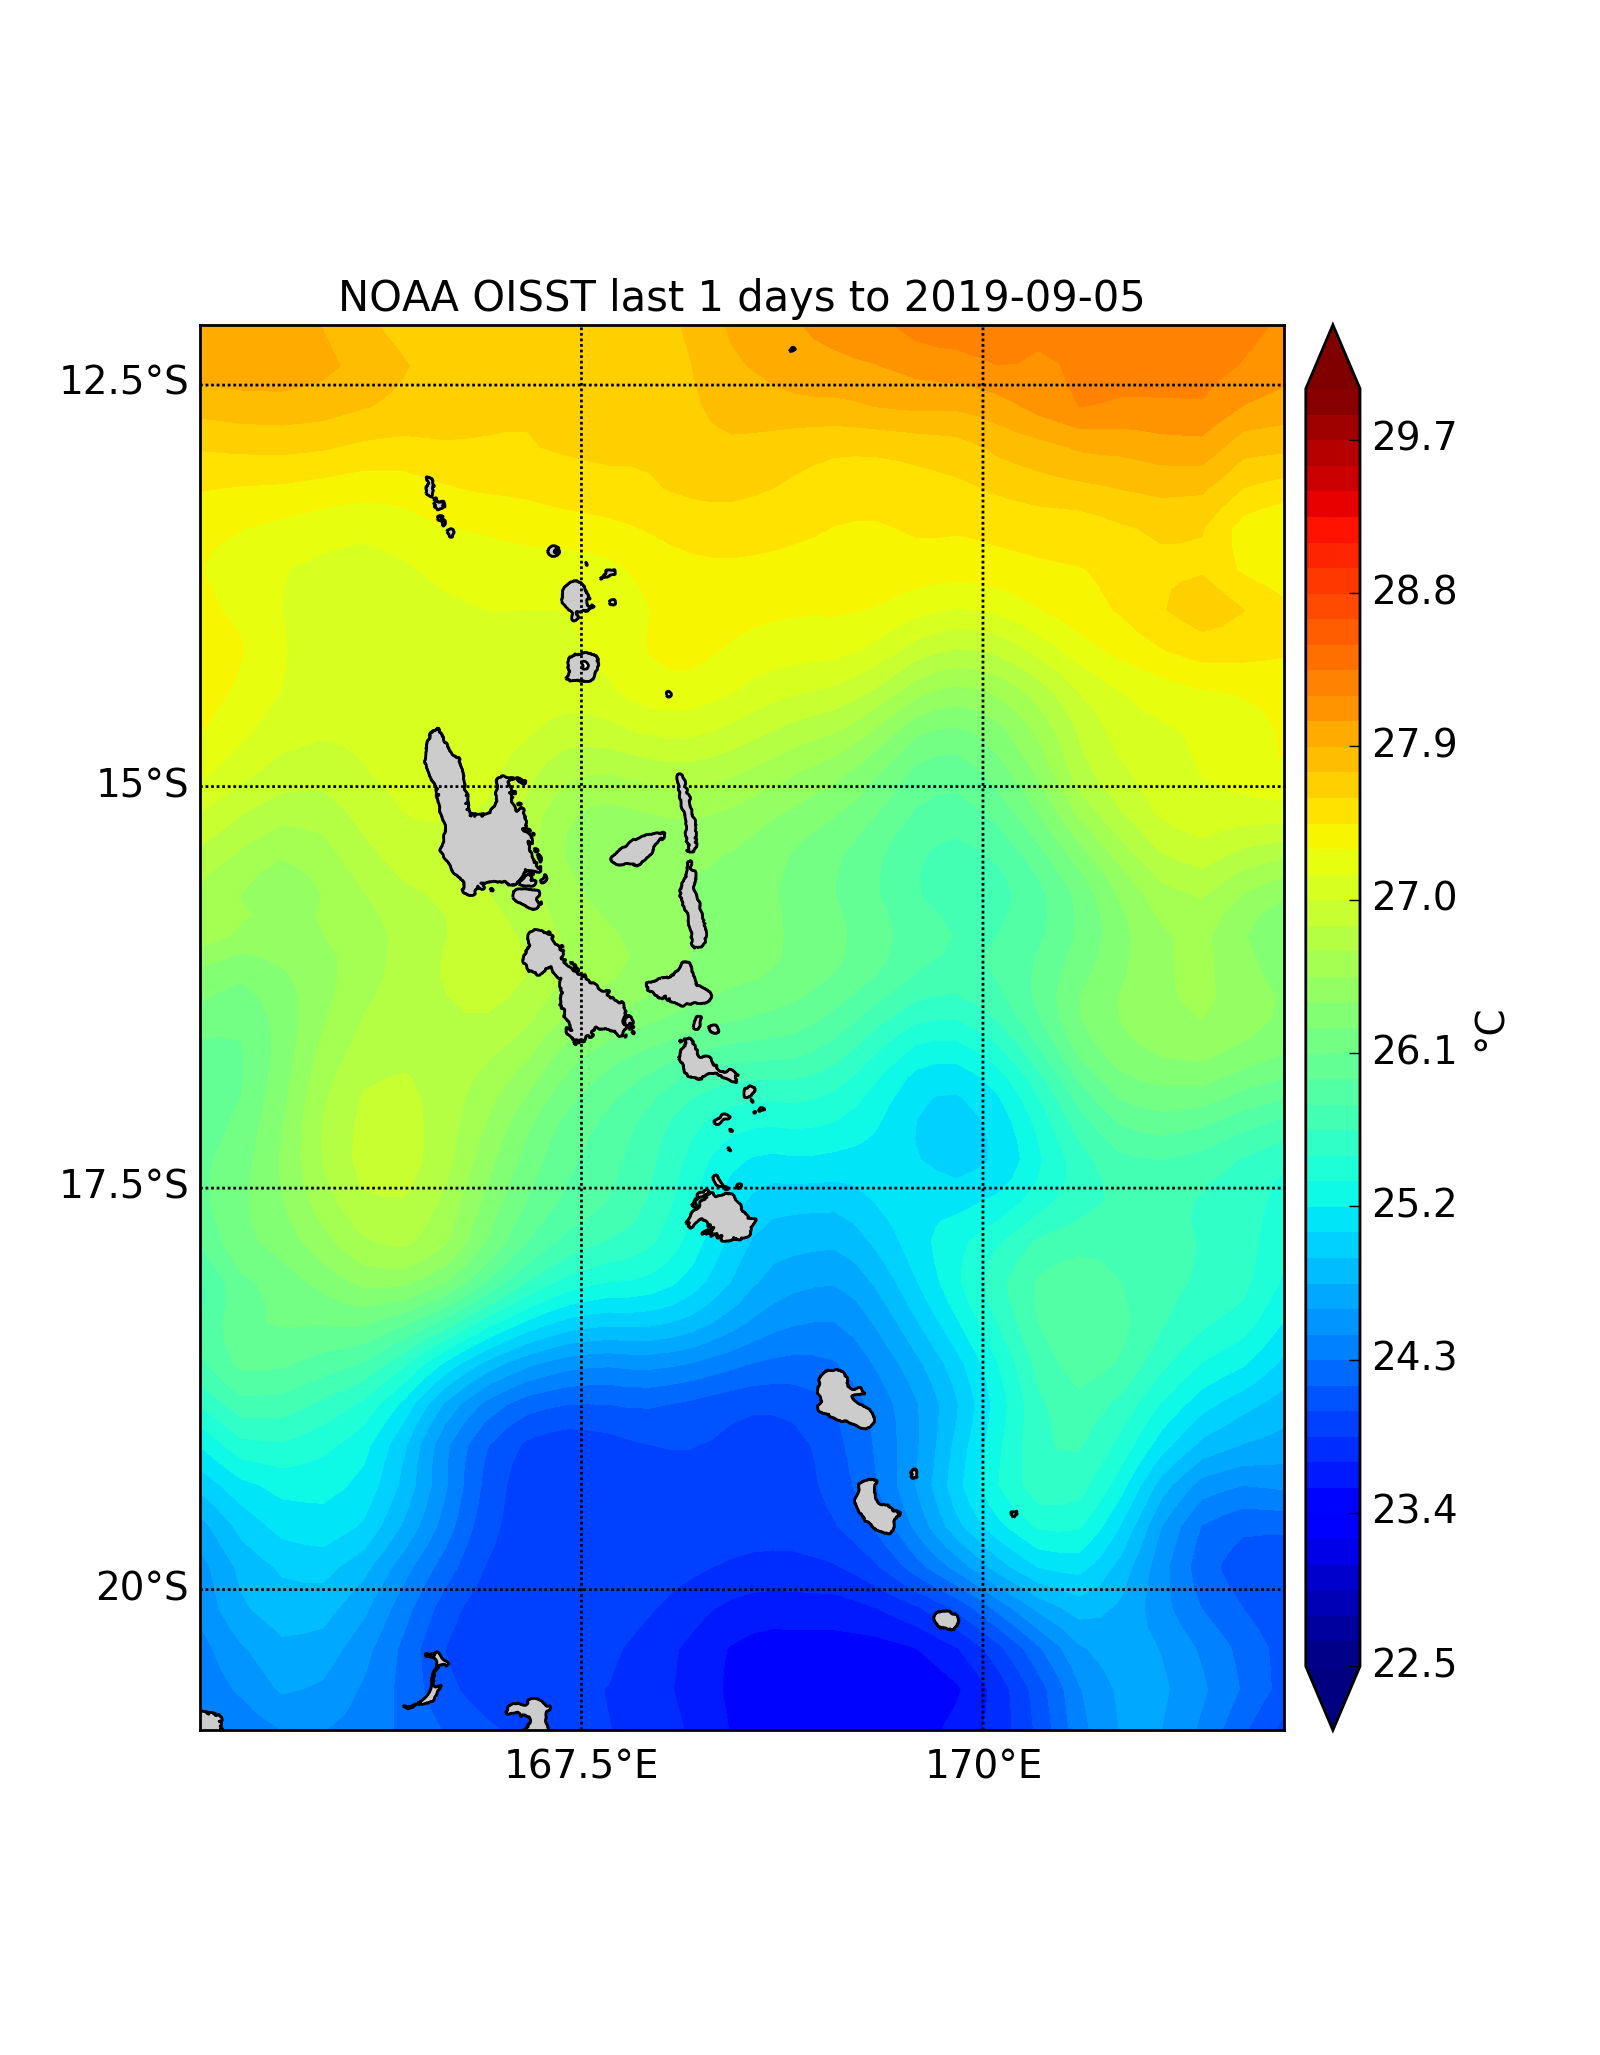 NOAA OISST last 1 days to 2019-09-05
12.5°S
15°S
17.5°S
20°S
167.5°E
170°E
29.7
28.8
27.9
27.0
26.1
25.2
24.3
23.4
22.5
°C